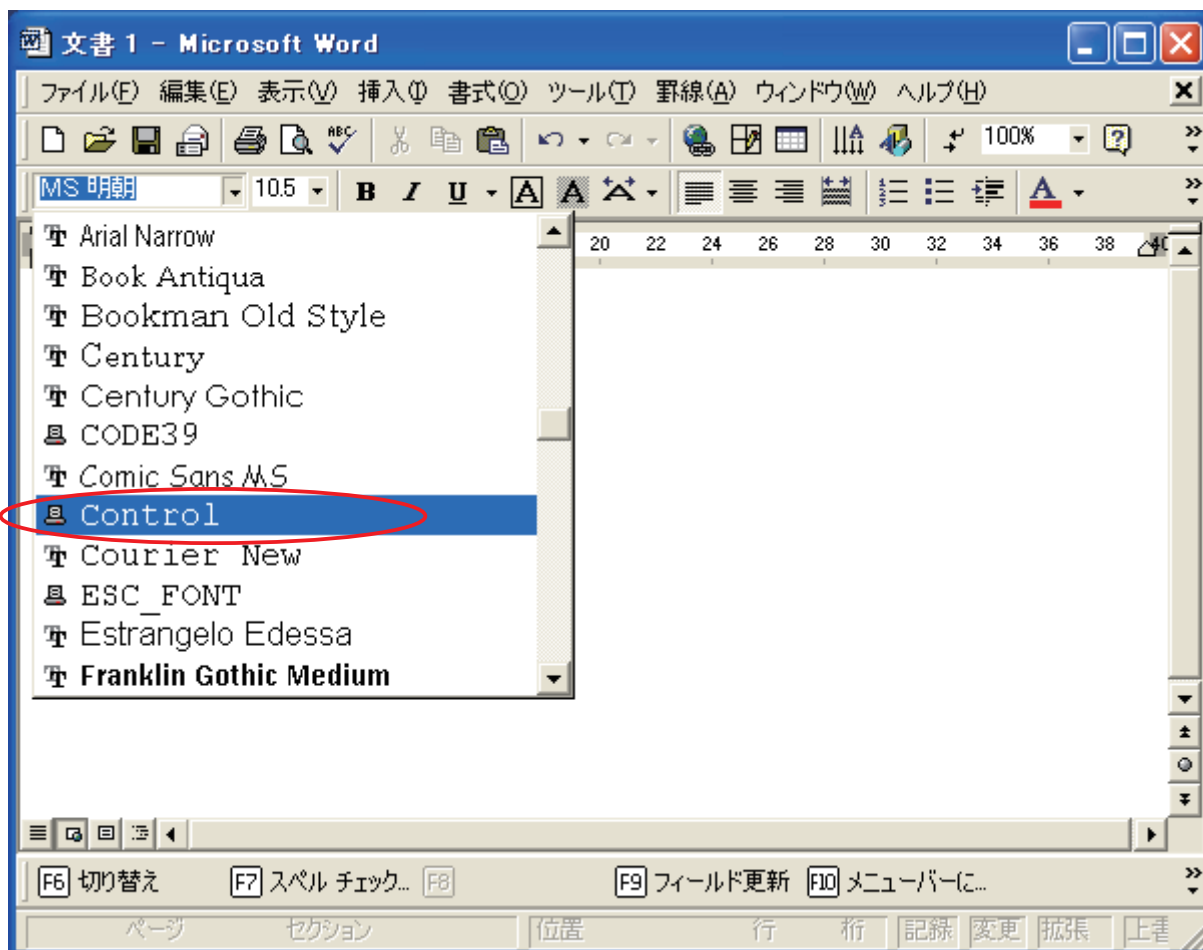 文書 1 - Microsoft Word
ファイル(F) 編集(E) 表示(V) 挿入(I) 書式(O) ツール(T) 罫線(A) ウィンドウ(W) ヘルプ(H)
ABC 100%
MS 明朝 10.5 B I U A A A A
Arial Narrow
20 22 24 26 28 30 32 34 36 38 40
Book Antiqua
Bookman Old Style
Century
Century Gothic
CODE39
Comic Sans MS
Control
Courier New
ESC_FONT
Estrangelo Edessa
Franklin Gothic Medium
F6 切り替え F7 スペル チェック... F8 F9 フィールド更新 F10 メニューバーに...
ページ セクション 位置 行 桁 記録 変更 拡張 上書